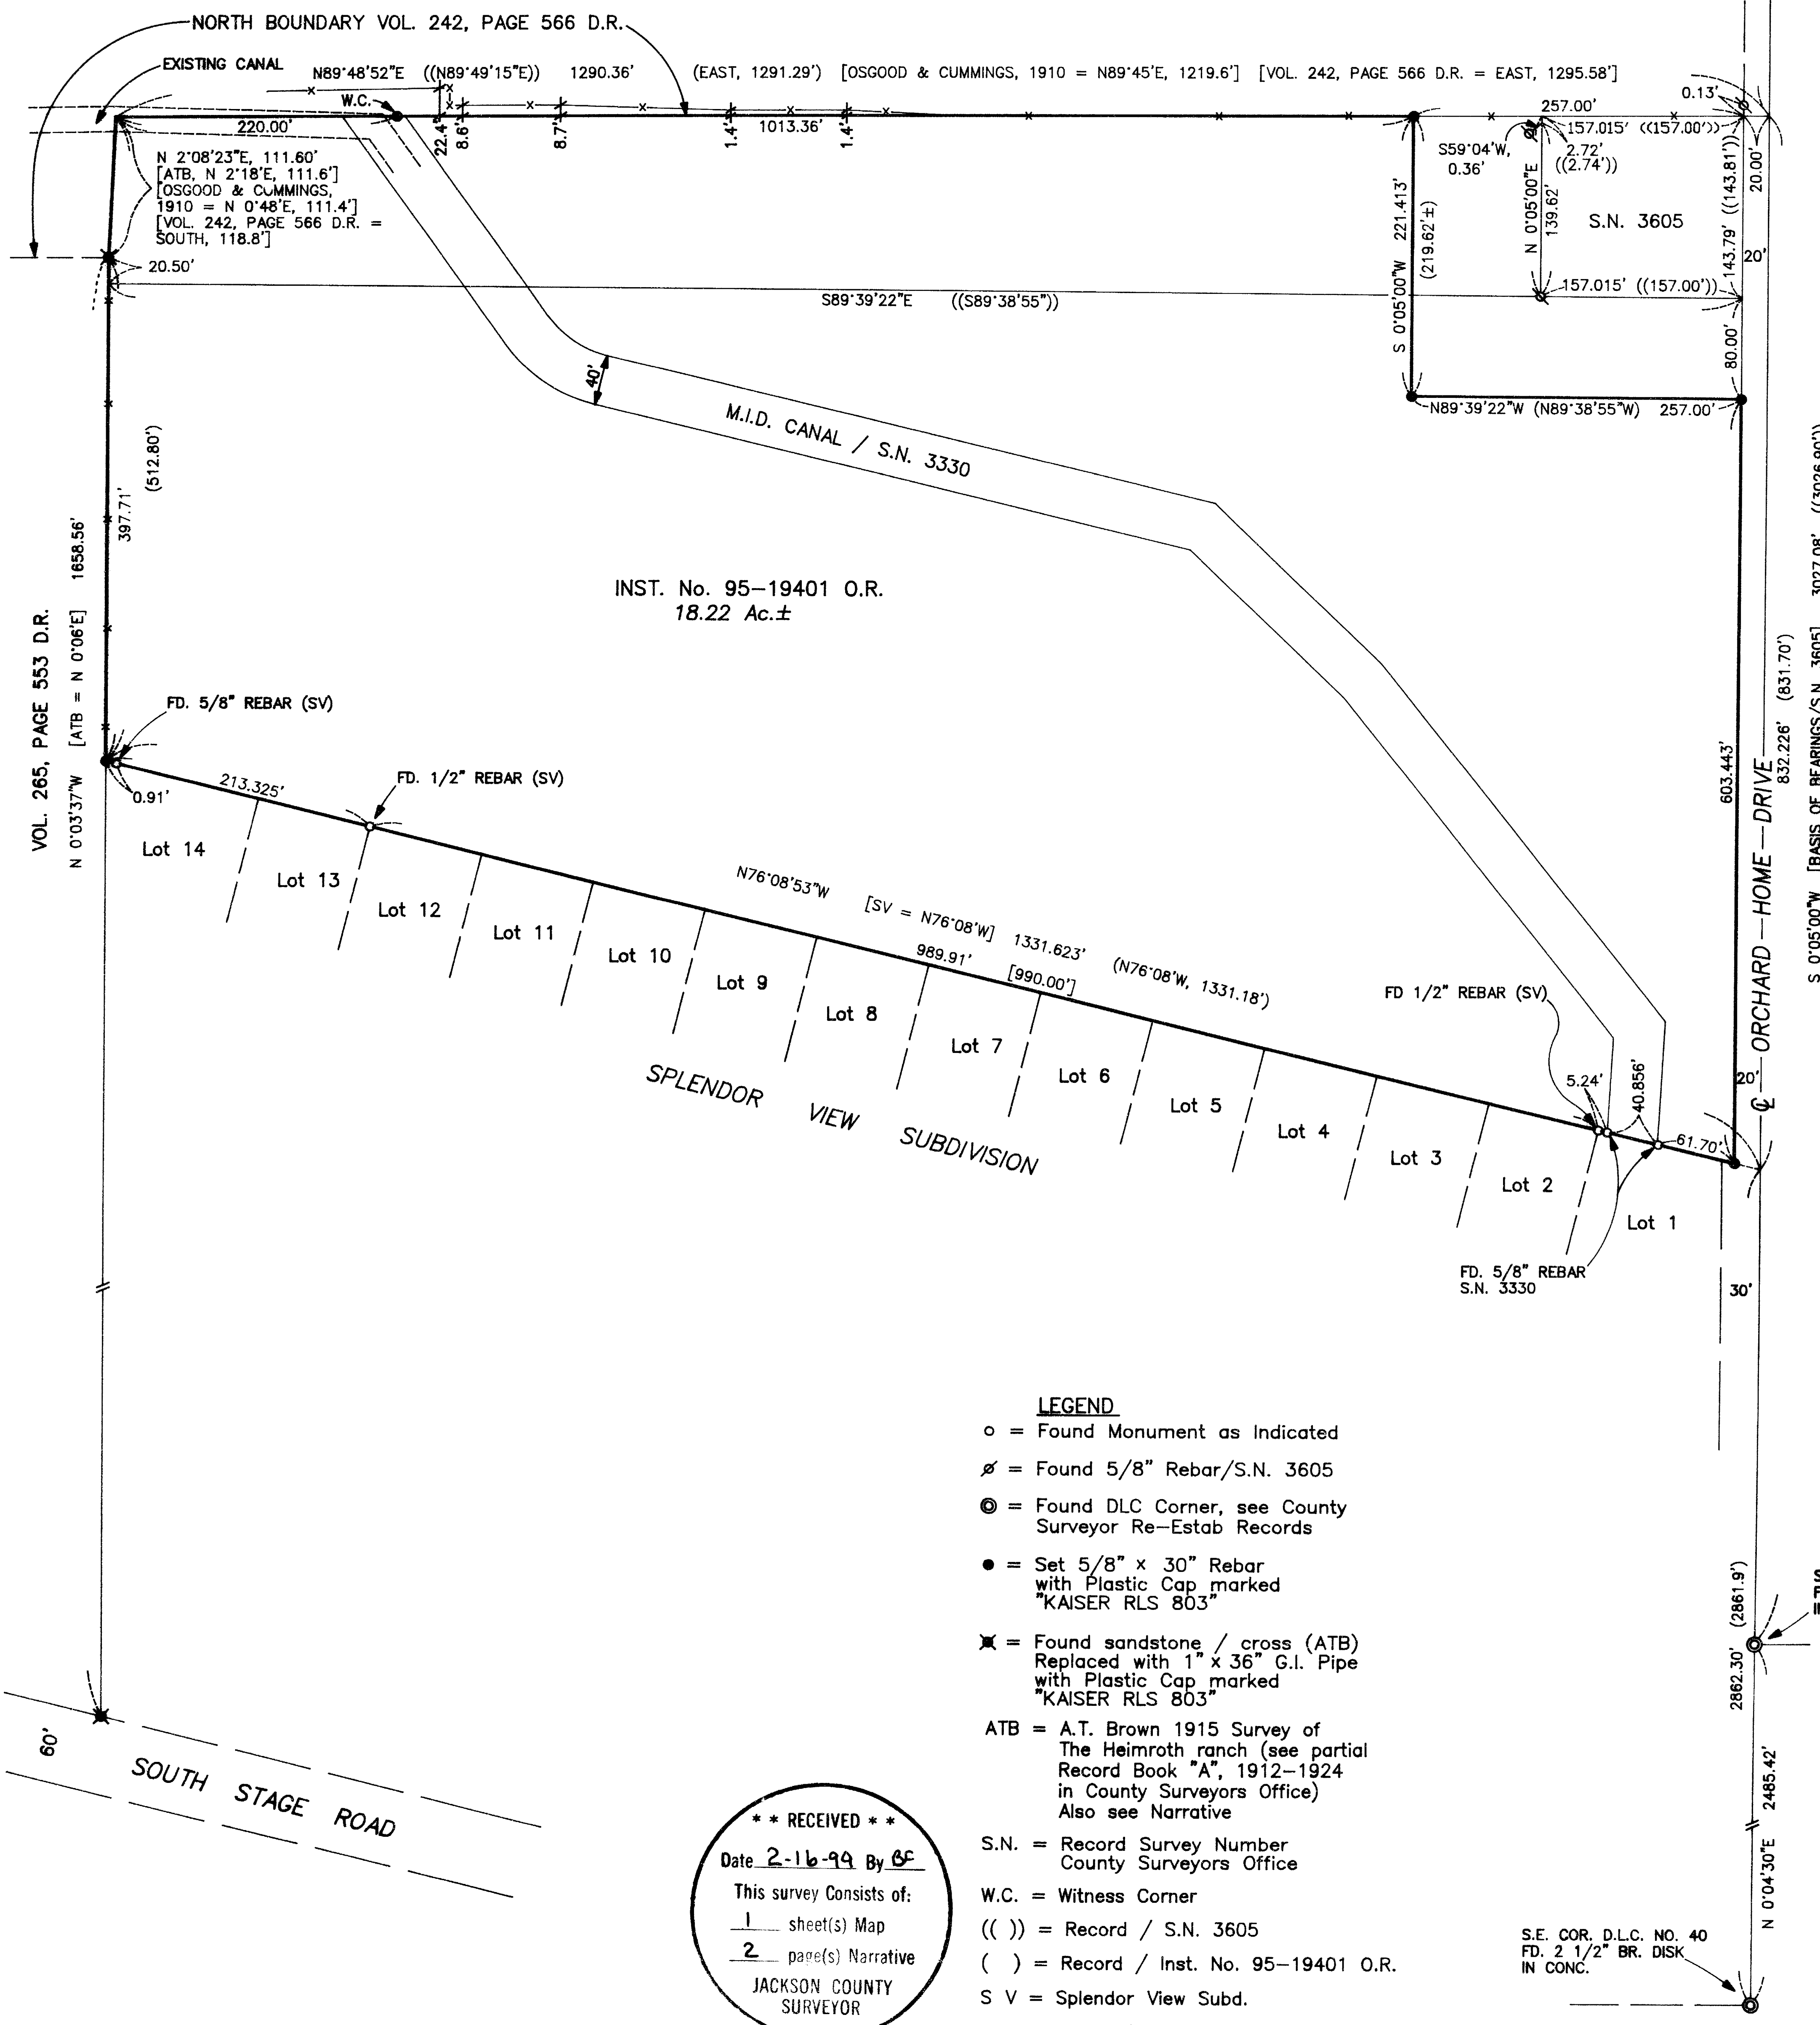 NORTH BOUNDARY VOL. 242, PAGE 566 D.R.
EXISTING CANAL
N89°48'52"E ((N89°49'15"E)) 1290.36' (EAST, 1291.29') [OSGOOD & CUMMINGS, 1910 = N89°45'E, 1219.6'] [VOL. 242, PAGE 566 D.R. = EAST, 1295.58']
W.C.
0.13'
257.00'
220.00'
22.4'
8.6'
8.7'
1.4'
1013.36'
1.4'
157.015' ((157.00'))
S59°04'W,
0.36'
2.72'
((2.74'))
N 2°08'23"E, 111.60'
[ATB, N 2°18'E, 111.6']
[OSGOOD & CUMMINGS,
1910 = N 0°48'E, 111.4']
[VOL. 242, PAGE 566 D.R. =
SOUTH, 118.8']
20.50'
S 0°05'00"W 221.413'
(219.62'±)
N 0°05'00"E
139.62'
S.N. 3605
143.79' ((143.81'))
20.00'
20'
157.015' ((157.00'))
S89°39'22"E ((S89°38'55"))
80.00'
40'
N89°39'22"W (N89°38'55"W) 257.00'
M.I.D. CANAL / S.N. 3330
397.71'
(512.80')
INST. No. 95-19401 O.R.
18.22 Ac.±
VOL. 265, PAGE 553 D.R.
N 0°03'37"W [ATB = N 0°06'E] 1658.56'
603.443'
ORCHARD-HOME-DRIVE
832.226' (831.70')
S 0°05'00"W [BASIS OF BEARINGS/S.N. 3605] 3027.08' ((3026.90'))
FD. 5/8" REBAR (SV)
0.91'
213.325'
FD. 1/2" REBAR (SV)
N76°08'53"W [SV = N76°08'W] 1331.623' (N76°08'W, 1331.18')
989.91' [990.00']
FD 1/2" REBAR (SV)
Lot 14
Lot 13
Lot 12
Lot 11
Lot 10
Lot 9
Lot 8
Lot 7
Lot 6
Lot 5
Lot 4
Lot 3
Lot 2
Lot 1
SPLENDOR VIEW SUBDIVISION
5.24'
40.856'
61.70'
20'
℄
FD. 5/8" REBAR
S.N. 3330
30'
LEGEND
○ = Found Monument as Indicated
ø = Found 5/8" Rebar/S.N. 3605
◎ = Found DLC Corner, see County
Surveyor Re-Estab Records
● = Set 5/8" x 30" Rebar
with Plastic Cap marked
"KAISER RLS 803"
= Found sandstone / cross (ATB)
Replaced with 1" x 36" G.I. Pipe
with Plastic Cap marked
"KAISER RLS 803"
ATB = A.T. Brown 1915 Survey of
The Heimroth ranch (see partial
Record Book "A", 1912-1924
in County Surveyors Office)
Also see Narrative
S.N. = Record Survey Number
County Surveyors Office
W.C. = Witness Corner
(( )) = Record / S.N. 3605
( ) = Record / Inst. No. 95-19401 O.R.
S V = Splendor View Subd.
60'
SOUTH STAGE ROAD
* * RECEIVED * *
Date 2-16-99 By BC
This survey Consists of:
1 sheet(s) Map
2 page(s) Narrative
JACKSON COUNTY
SURVEYOR
2862.30' (2861.9')
N 0°04'30"E 2485.42'
S.E. COR. D.L.C. NO. 40
FD. 2 1/2" BR. DISK
IN CONC.